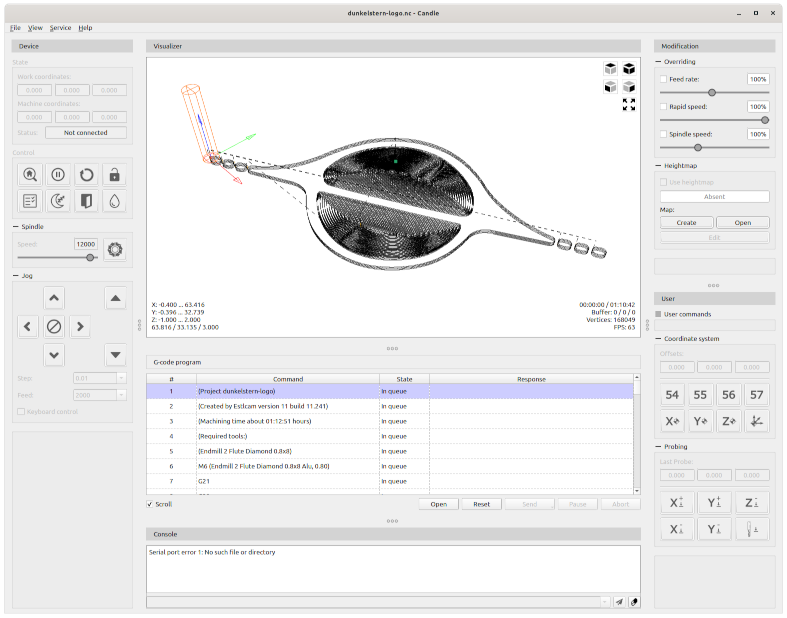 dunkelstern-logo.nc - Candle
File View Service Help
Device
State
Work coordinates:
0.000 0.000 0.000
Machine coordinates:
0.000 0.000 0.000
Status: Not connected
Control
Spindle
Speed: 12000
Jog
Step: 0.01
Feed: 2000
Keyboard control
Visualizer
X: -0.400 ... 63.416
Y: -0.396 ... 32.739
Z: -1.000 ... 2.000
63.816 / 33.135 / 3.000
00:00:00 / 01:10:42
Buffer: 0 / 0 / 0
Vertices: 168049
FPS: 63
G-code program
# Command State Response
1 (Project dunkelstern-logo) In queue
2 (Created by Estlcam version 11 build 11.241) In queue
3 (Machining time about 01:12:51 hours) In queue
4 (Required tools:) In queue
5 (Endmill 2 Flute Diamond 0.8x8) In queue
6 M6 (Endmill 2 Flute Diamond 0.8x8 Alu, 0.80) In queue
7 G21 In queue
Scroll Open Reset Send Pause Abort
Console
Serial port error 1: No such file or directory
Modification
Overriding
Feed rate: 100%
Rapid speed: 100%
Spindle speed: 100%
Heightmap
Use heightmap
Absent
Map:
Create Open
Edit
User
User commands
Coordinate system
Offsets:
0.000 0.000 0.000
54 55 56 57
X Y Z
Probing
Last Probe:
0.000 0.000 0.000
X Y Z
X Y